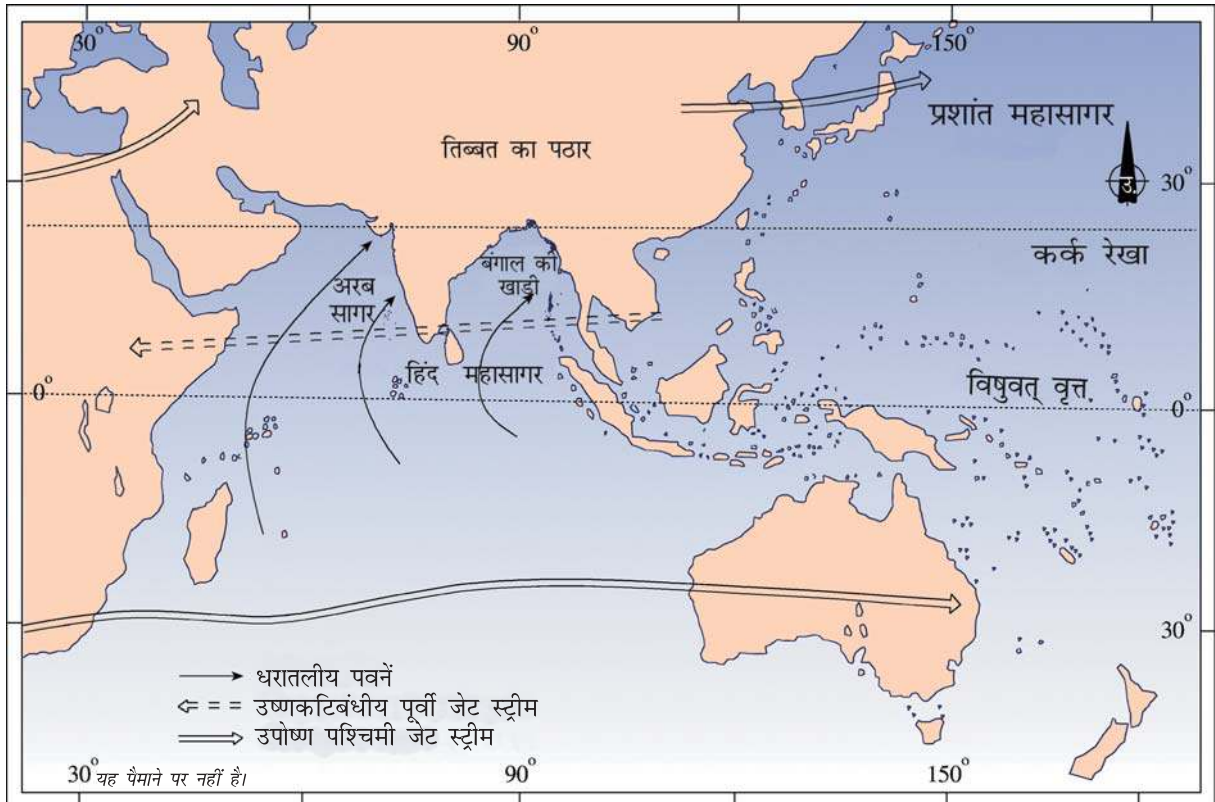 30°
90°
150°
प्रशांत महासागर
तिब्बत का पठार
उ.
30°
कर्क रेखा
बंगाल की
खाड़ी
अरब
सागर
हिंद महासागर
विषुवत् वृत्त
0°
0°
30°
धरातलीय पवनें
उष्णकटिबंधीय पूर्वी जेट स्ट्रीम
उपोष्ण पश्चिमी जेट स्ट्रीम
30°
यह पैमाने पर नहीं है।
90°
150°